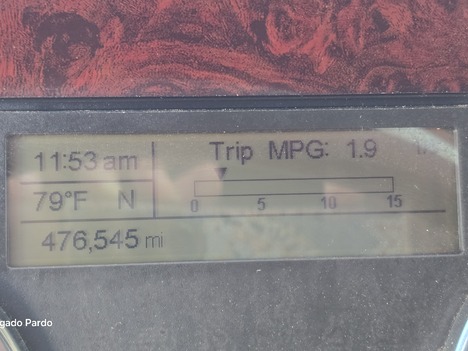 11:53 am
Trip MPG: 1.9
79°F N
0 5 10 15
476,545 mi
gado Pardo